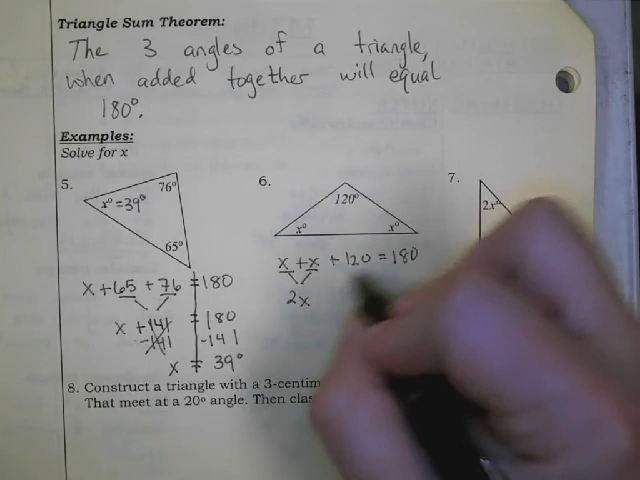 Triangle Sum Theorem:
The 3 angles of a triangle,
when added together will equal
180°.
Examples:
Solve for x
5.
76°
x° = 39°
65°
x + 65 + 76 = 180
x + 141 = 180
-141 -141
x = 39°
6.
120°
x° x°
x + x + 120 = 180
2x
7.
2x°
8. Construct a triangle with a 3-centim
That meet at a 20° angle. Then clas